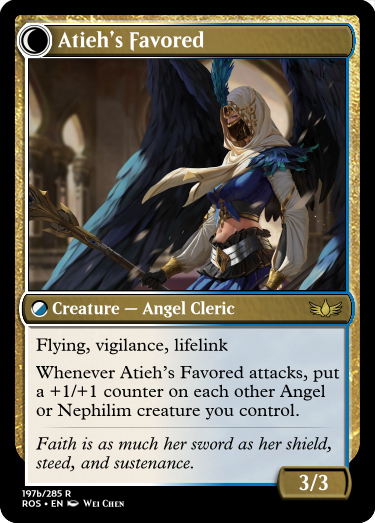 Atieh's Favored
Creature — Angel Cleric
Flying, vigilance, lifelink
Whenever Atieh's Favored attacks, put
a +1/+1 counter on each other Angel
or Nephilim creature you control.
Faith is as much her sword as her shield,
steed, and sustenance.
3/3
197b/285 R
ROS • EN Wei Chen